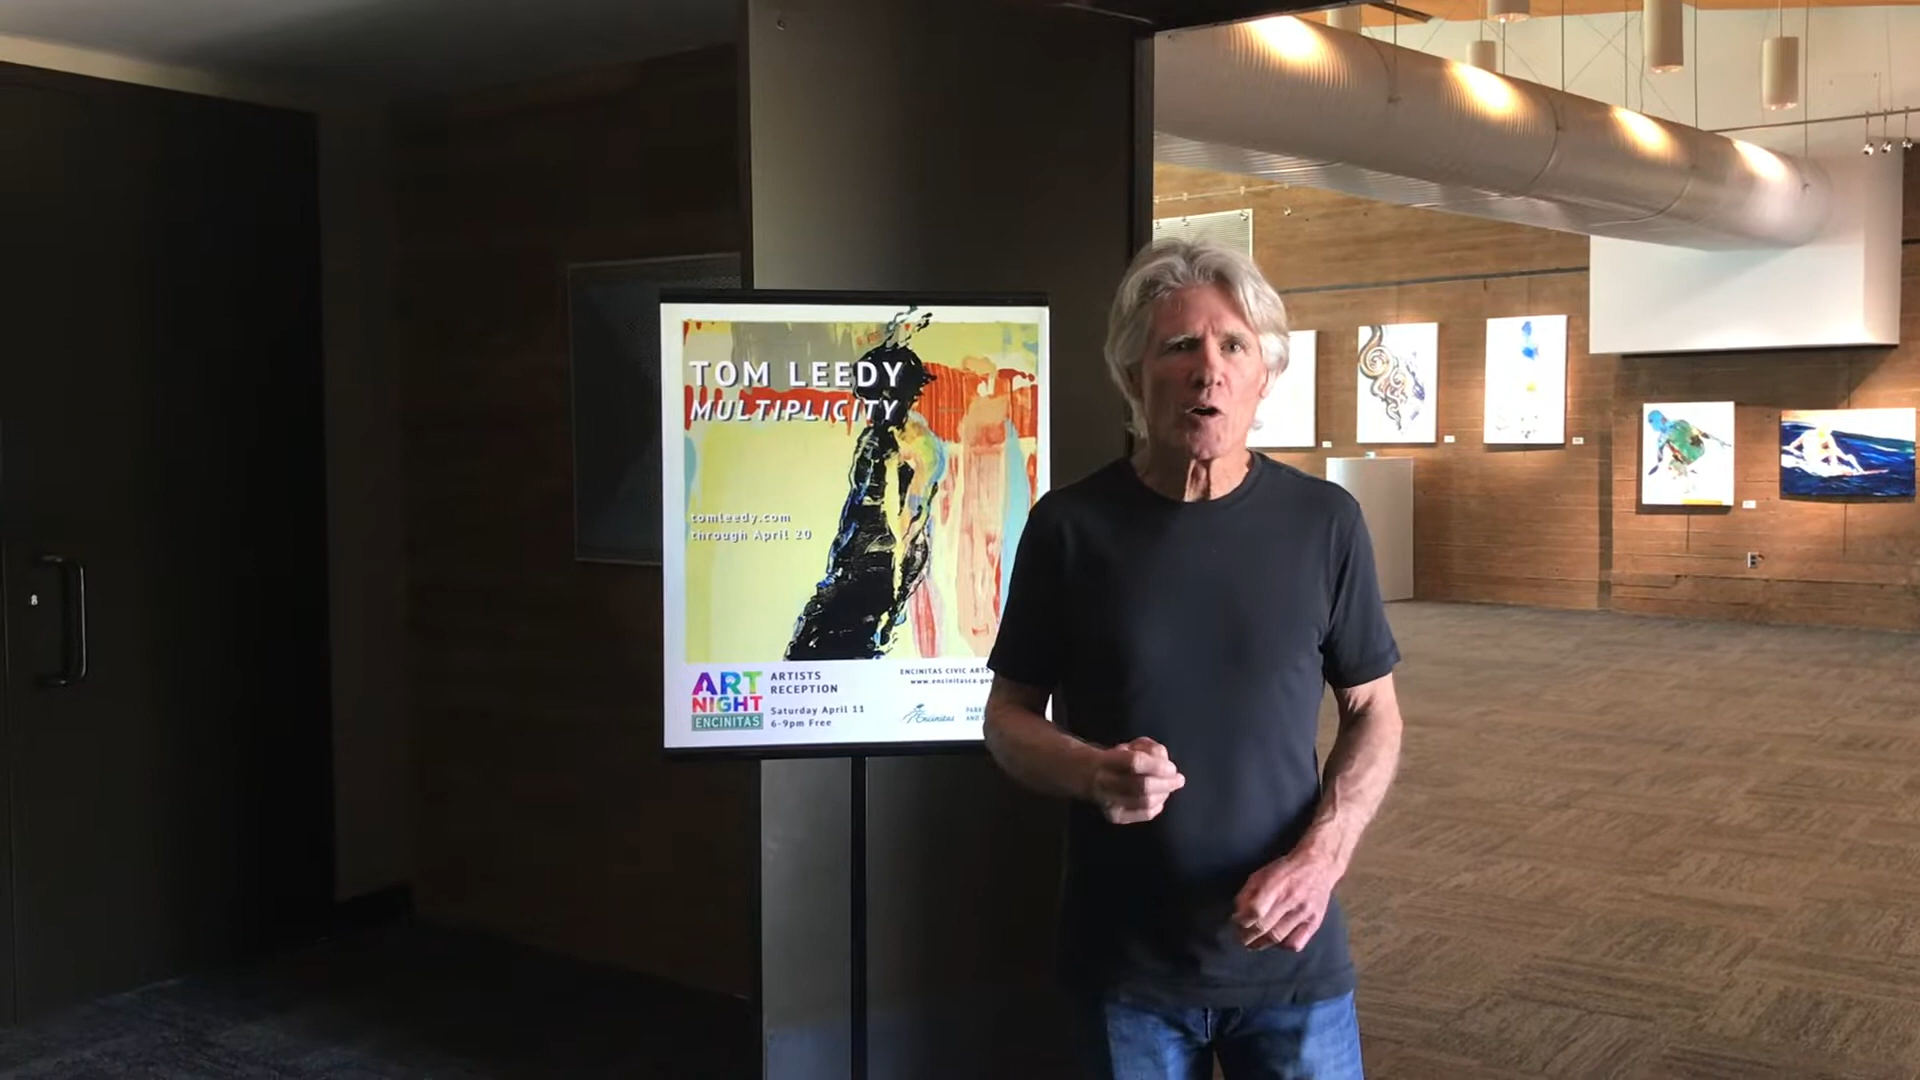 TOM LEEDY
MULTIPLICITY
tomleedy.com
through April 20
ART
NIGHT
ENCINITAS
ARTISTS
RECEPTION
Saturday April 11
6-9pm Free
ENCINITAS CIVIC ARTS
www.encinitasca.gov
Encinitas